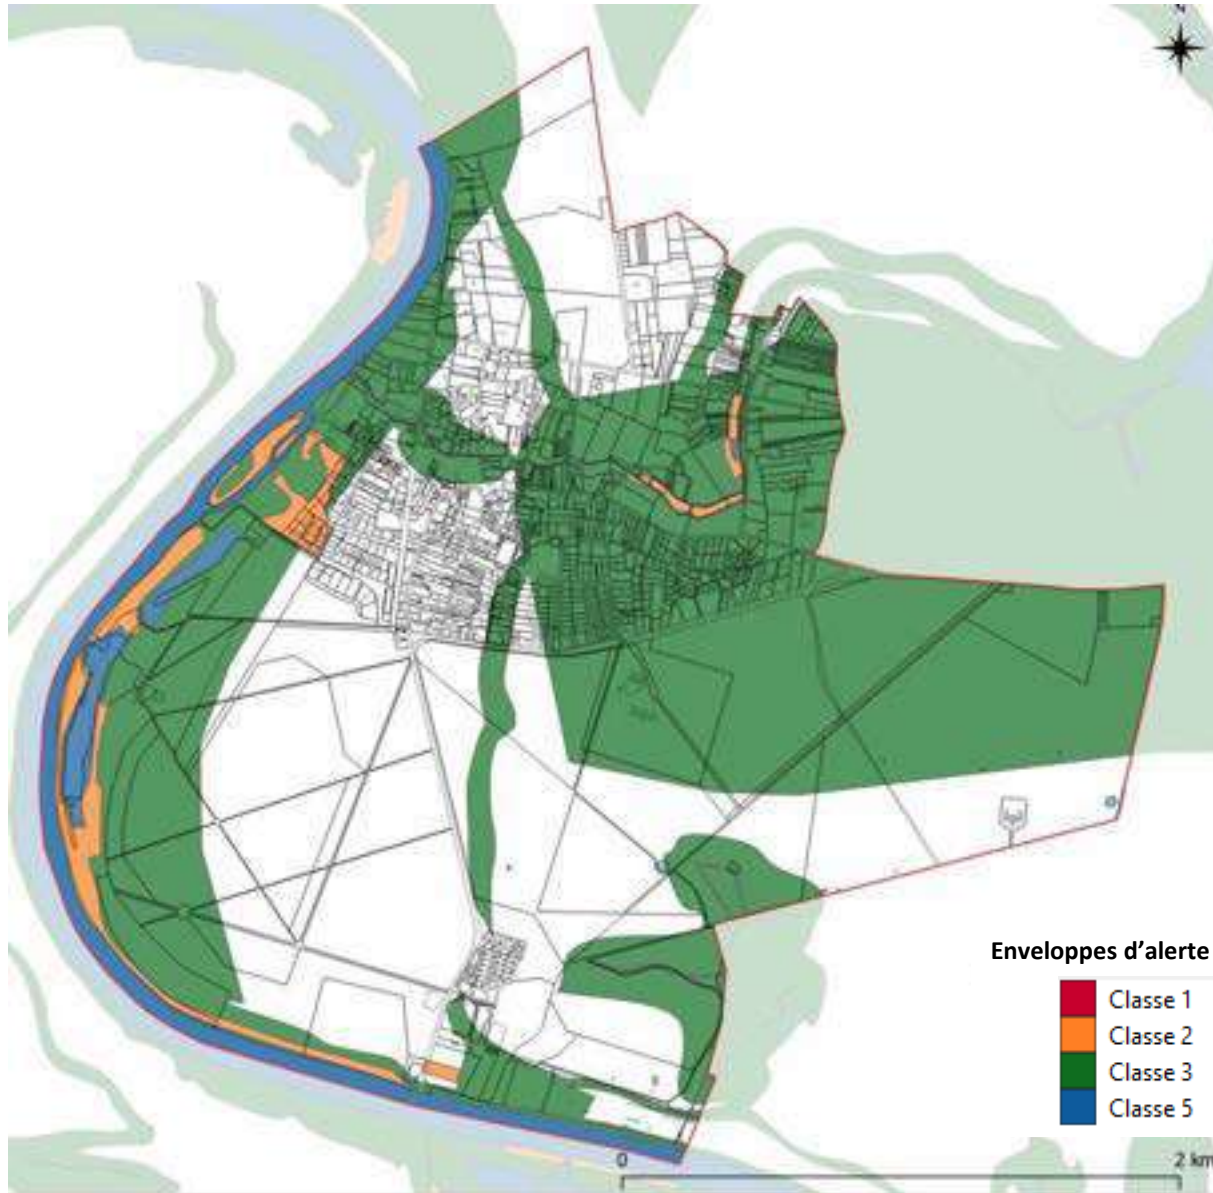 Enveloppes d’alerte
Classe 1
Classe 2
Classe 3
Classe 5
0 2 km